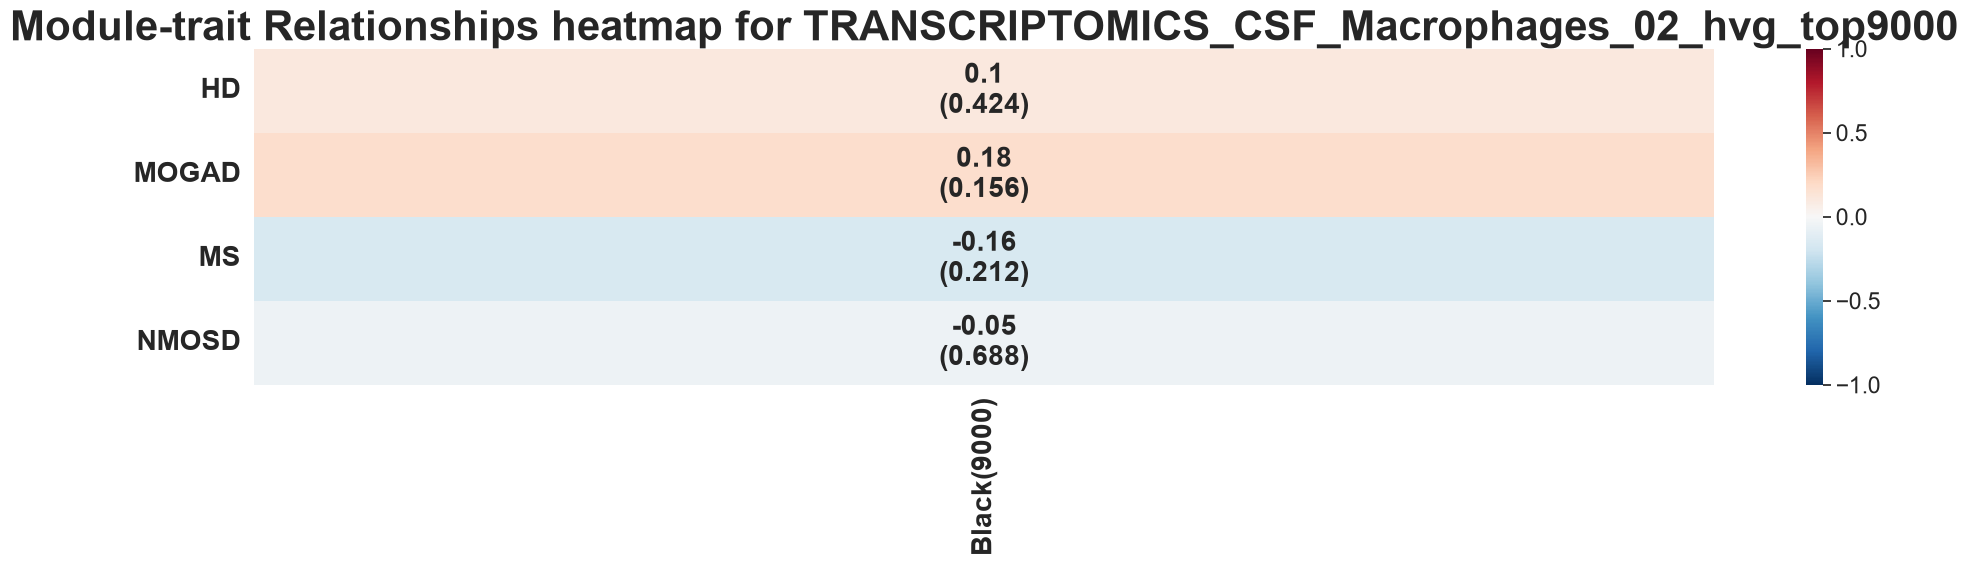 Module-trait Relationships heatmap for TRANSCRIPTOMICS_CSF_Macrophages_02_hvg_top9000
HD
0.1
(0.424)
MOGAD
0.18
(0.156)
MS
-0.16
(0.212)
NMOSD
-0.05
(0.688)
Black(9000)
1.0
0.5
0.0
−0.5
−1.0